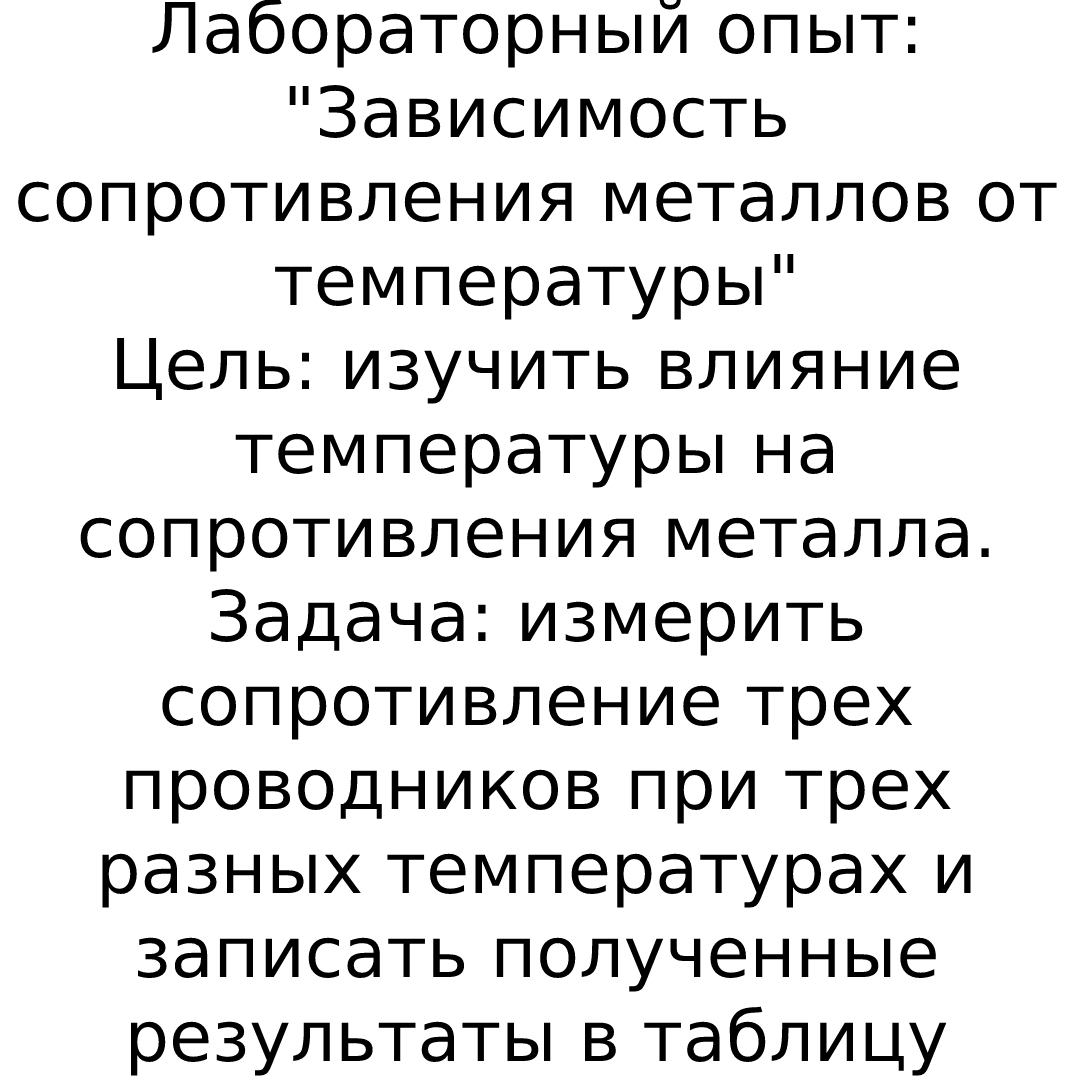 Лабораторный опыт:
"Зависимость
сопротивления металлов от
температуры"
Цель: изучить влияние
температуры на
сопротивления металла.
Задача: измерить
сопротивление трех
проводников при трех
разных температурах и
записать полученные
результаты в таблицу